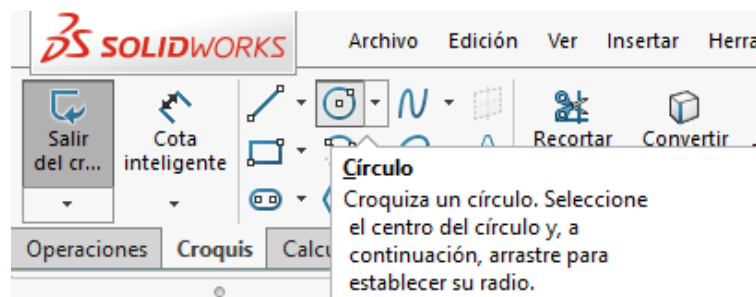 SOLIDWORKS Archivo Edición Ver Insertar
Salir del cr...
Cota inteligente
Recortar Convertir
Círculo
Croquiza un círculo. Seleccione
el centro del círculo y, a
continuación, arrastre para
establecer su radio.
Operaciones Croquis